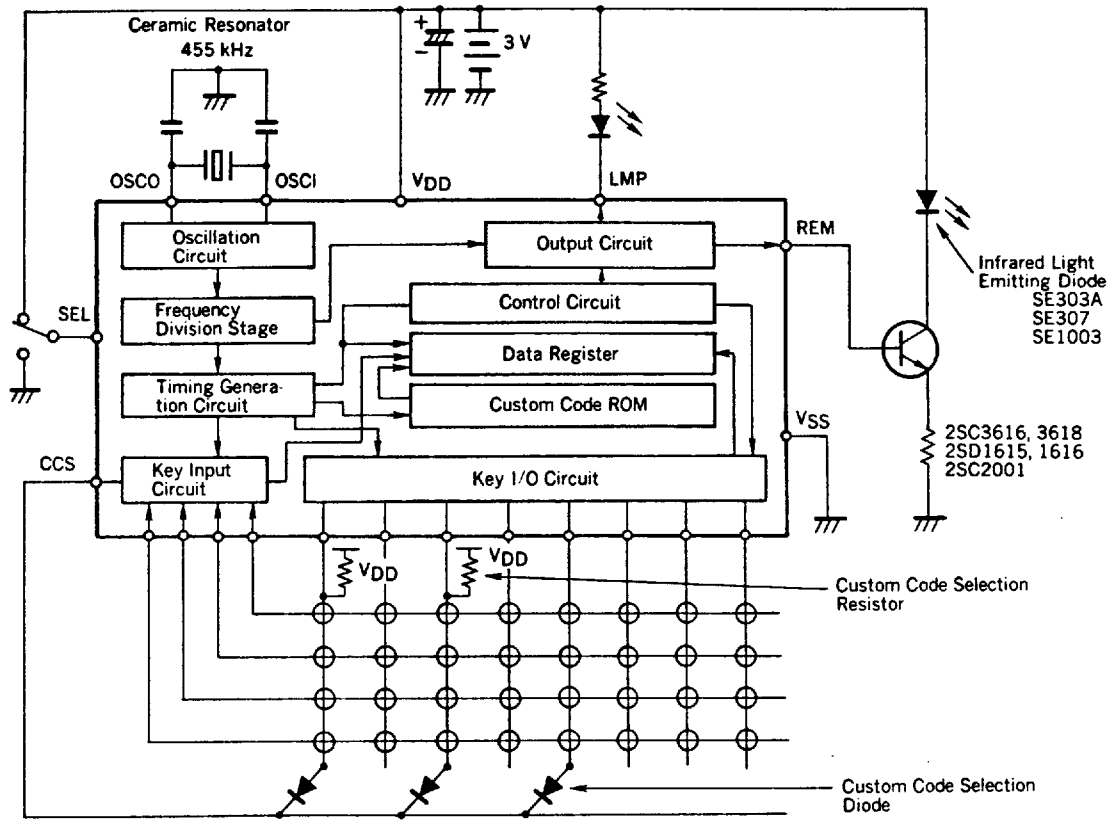 Ceramic Resonator
455 kHz
+
−
3 V
OSCO
OSCI
VDD
LMP
Oscillation
Circuit
Output Circuit
REM
Infrared Light
Emitting Diode
SE303A
SE307
SE1003
SEL
Frequency
Division Stage
Control Circuit
Data Register
Timing Genera-
tion Circuit
Custom Code ROM
VSS
2SC3616, 3618
2SD1615, 1616
2SC2001
CCS
Key Input
Circuit
Key I/O Circuit
VDD
VDD
Custom Code Selection
Resistor
Custom Code Selection
Diode